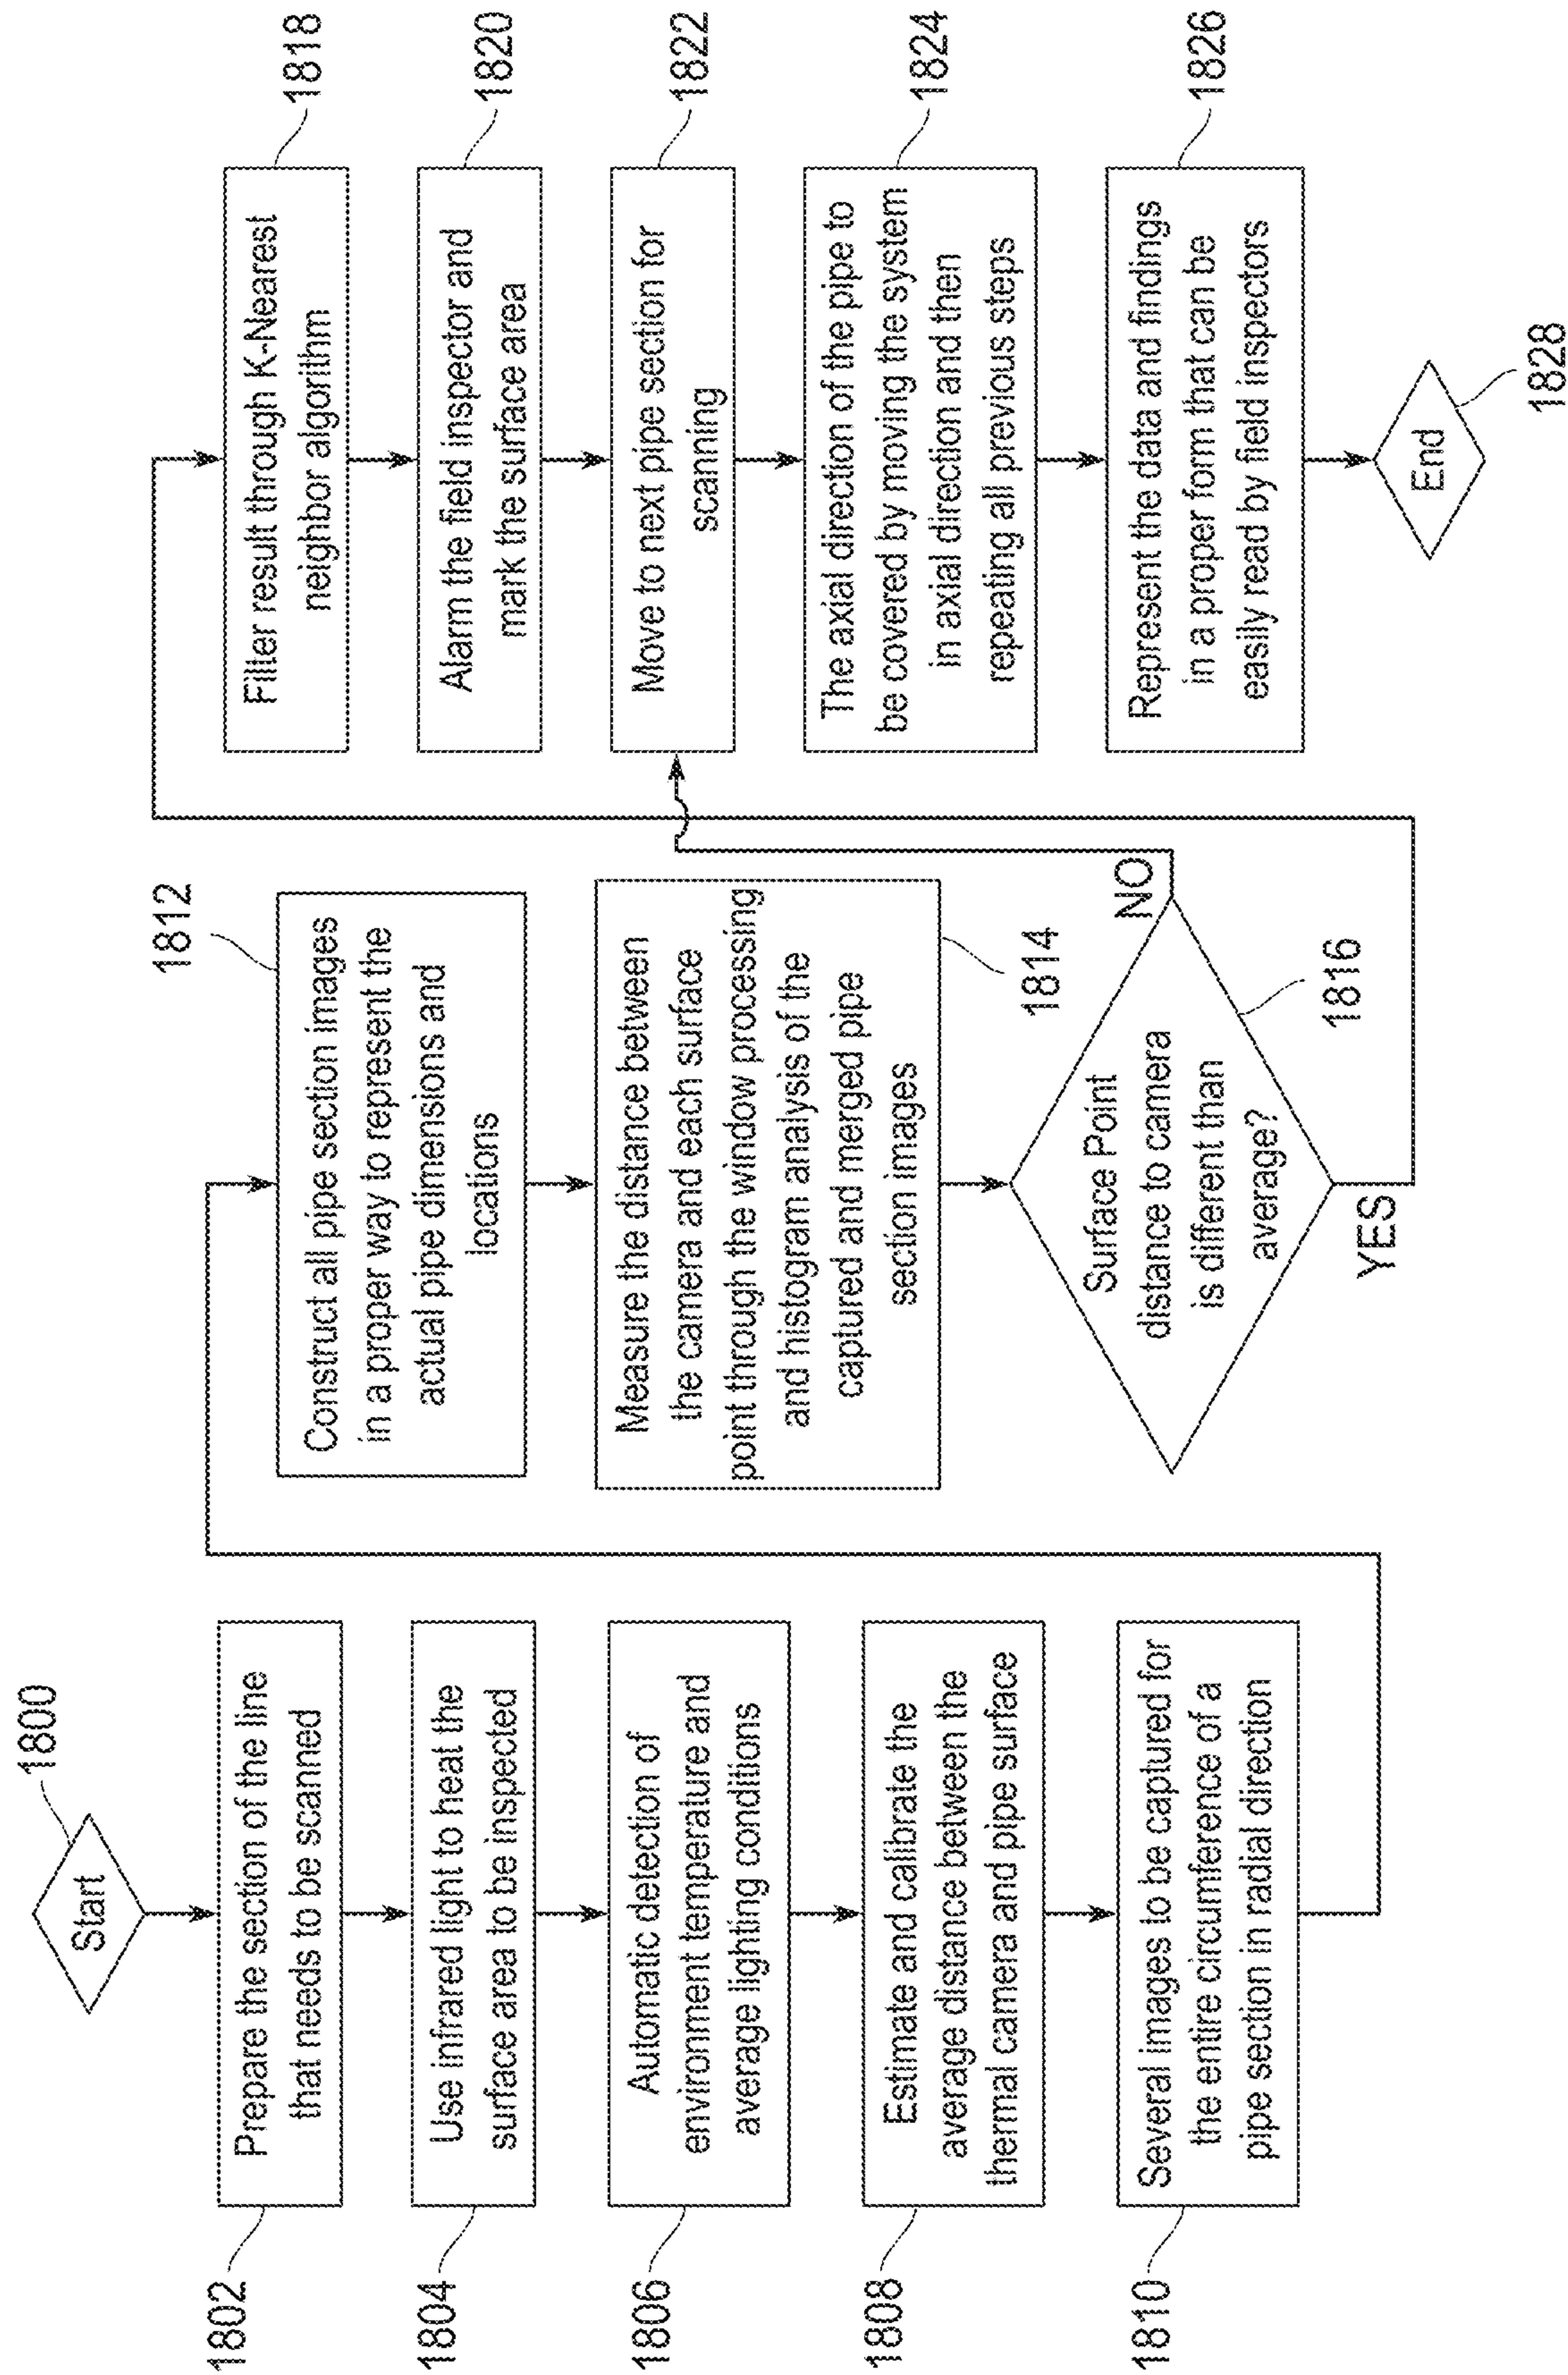 Start
1800
Prepare the section of the line
that needs to be scanned
1802
Use infrared light to heat the
surface area to be inspected
1804
Automatic detection of
environment temperature and
average lighting conditions
1806
Estimate and calibrate the
average distance between the
thermal camera and pipe surface
1808
Several images to be captured for
the entire circumference of a
pipe section in radial direction
1810
Construct all pipe section images
in a proper way to represent the
actual pipe dimensions and
locations
1812
Measure the distance between
the camera and each surface
point through the window processing
and histogram analysis of the
captured and merged pipe
section images
1814
Surface Point
distance to camera
is different than
average?
1816
NO
YES
Filler result through K-Nearest
neighbor algorithm
1818
Alarm the field inspector and
mark the surface area
1820
Move to next pipe section for
scanning
1822
The axial direction of the pipe to
be covered by moving the system
in axial direction and then
repeating all previous steps
1824
Represent the data and findings
in a proper form that can be
easily read by field inspectors
1826
End
1828